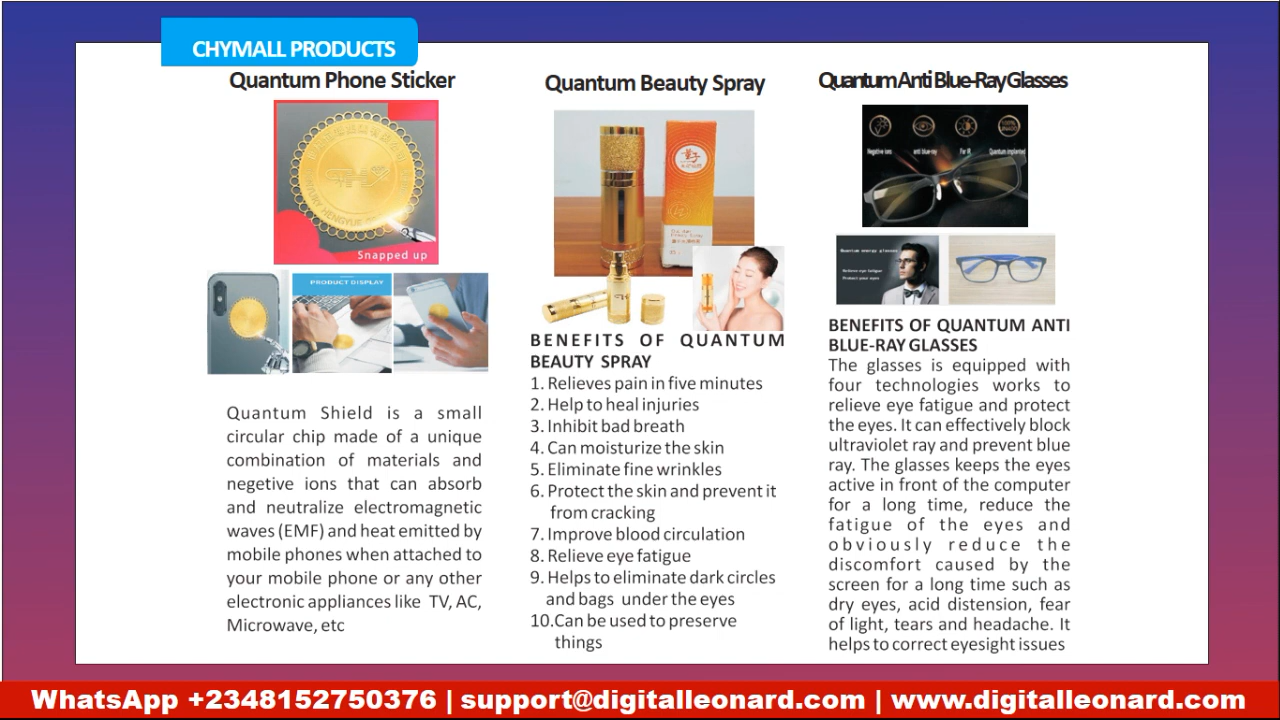 CHYMALL PRODUCTS
Quantum Phone Sticker
Snapped up
PRODUCT DISPLAY
Quantum Shield is a small
circular chip made of a unique
combination of materials and
negetive ions that can absorb
and neutralize electromagnetic
waves (EMF) and heat emitted by
mobile phones when attached to
your mobile phone or any other
electronic appliances like TV, AC,
Microwave, etc
Quantum Beauty Spray
BENEFITS OF QUANTUM
BEAUTY SPRAY
1. Relieves pain in five minutes
2. Help to heal injuries
3. Inhibit bad breath
4. Can moisturize the skin
5. Eliminate fine wrinkles
6. Protect the skin and prevent it
from cracking
7. Improve blood circulation
8. Relieve eye fatigue
9. Helps to eliminate dark circles
and bags under the eyes
10.Can be used to preserve
things
Quantum Anti Blue-Ray Glasses
Negative ions
anti blue-ray
Far IR
Quantum implanted
Quantum energy glasses
Relieve eye fatigue
Protect your eyes
BENEFITS OF QUANTUM ANTI
BLUE-RAY GLASSES
The glasses is equipped with
four technologies works to
relieve eye fatigue and protect
the eyes. It can effectively block
ultraviolet ray and prevent blue
ray. The glasses keeps the eyes
active in front of the computer
for a long time, reduce the
fatigue of the eyes and
obviously reduce the
discomfort caused by the
screen for a long time such as
dry eyes, acid distension, fear
of light, tears and headache. It
helps to correct eyesight issues
WhatsApp +2348152750376 | support@digitalleonard.com | www.digitalleonard.com